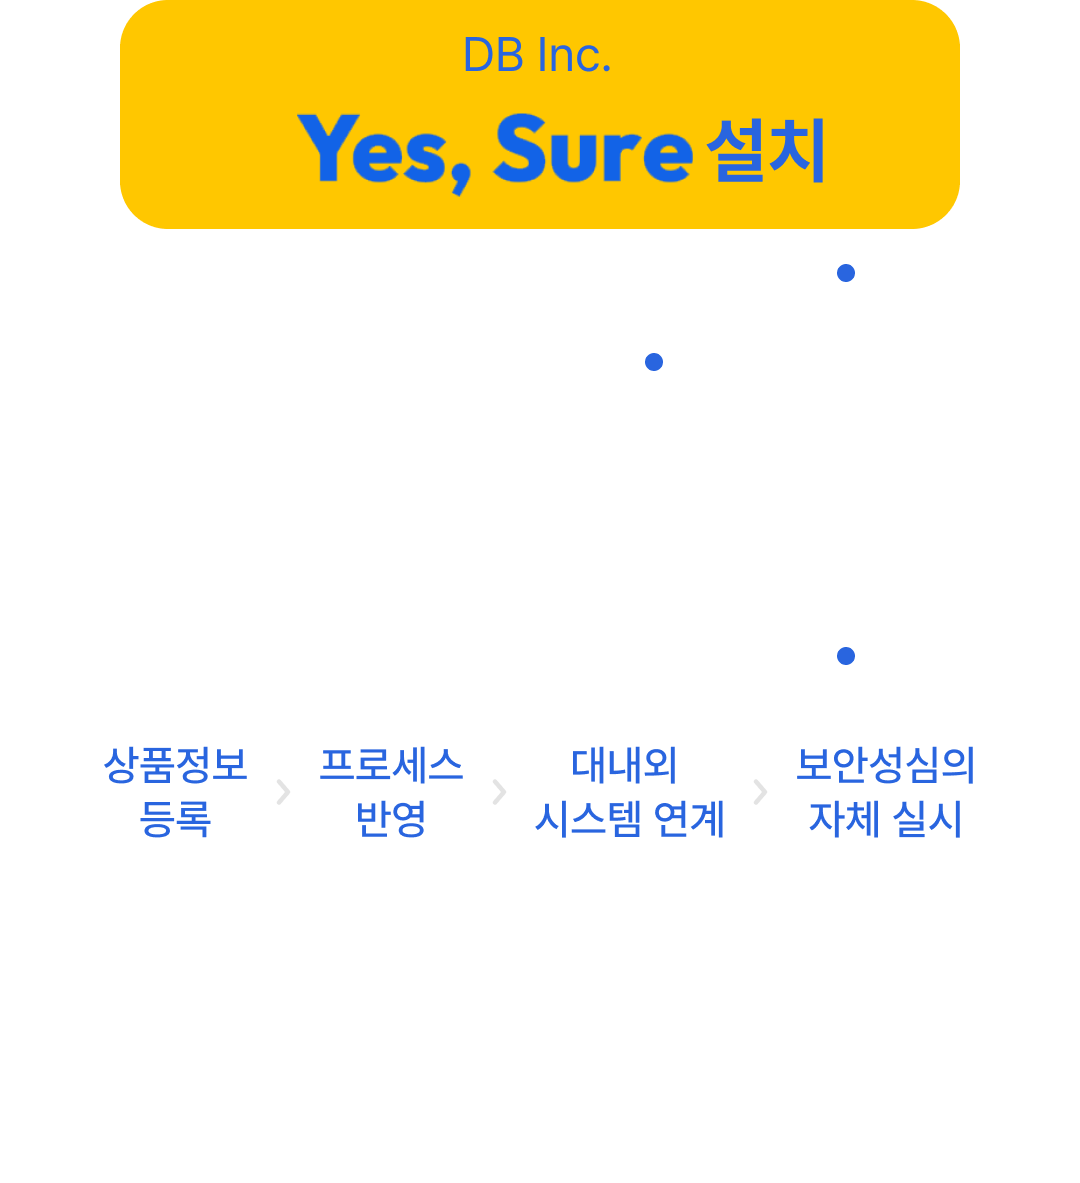 DB Inc.
Yes, Sure 설치
상품정보
등록
프로세스
반영
대내외
시스템 연계
보안성심의
자체 실시